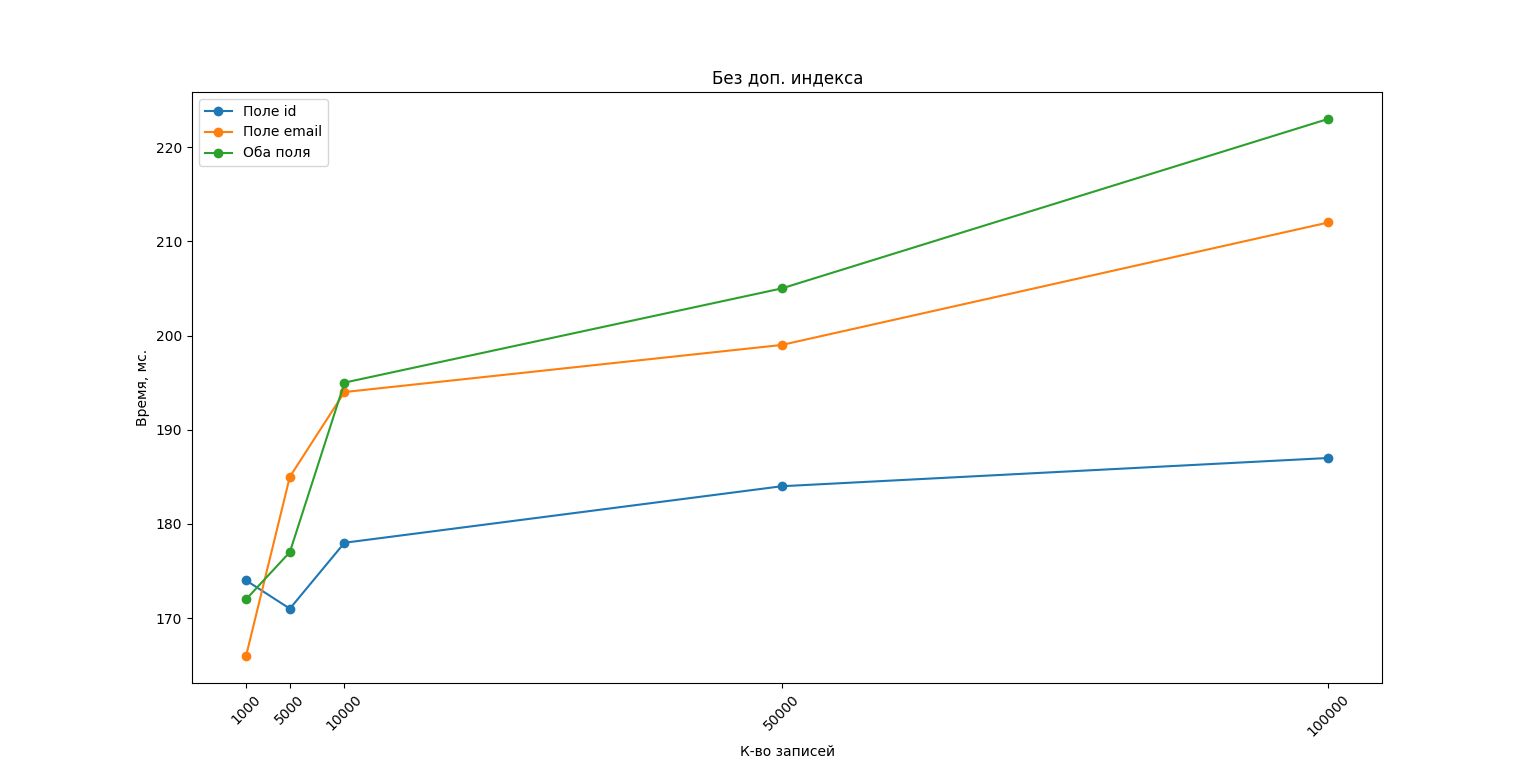 Без доп. индекса
Поле id
Поле email
Оба поля
220
210
200
190
180
170
Время, мс.
1000
5000
10000
50000
100000
К-во записей